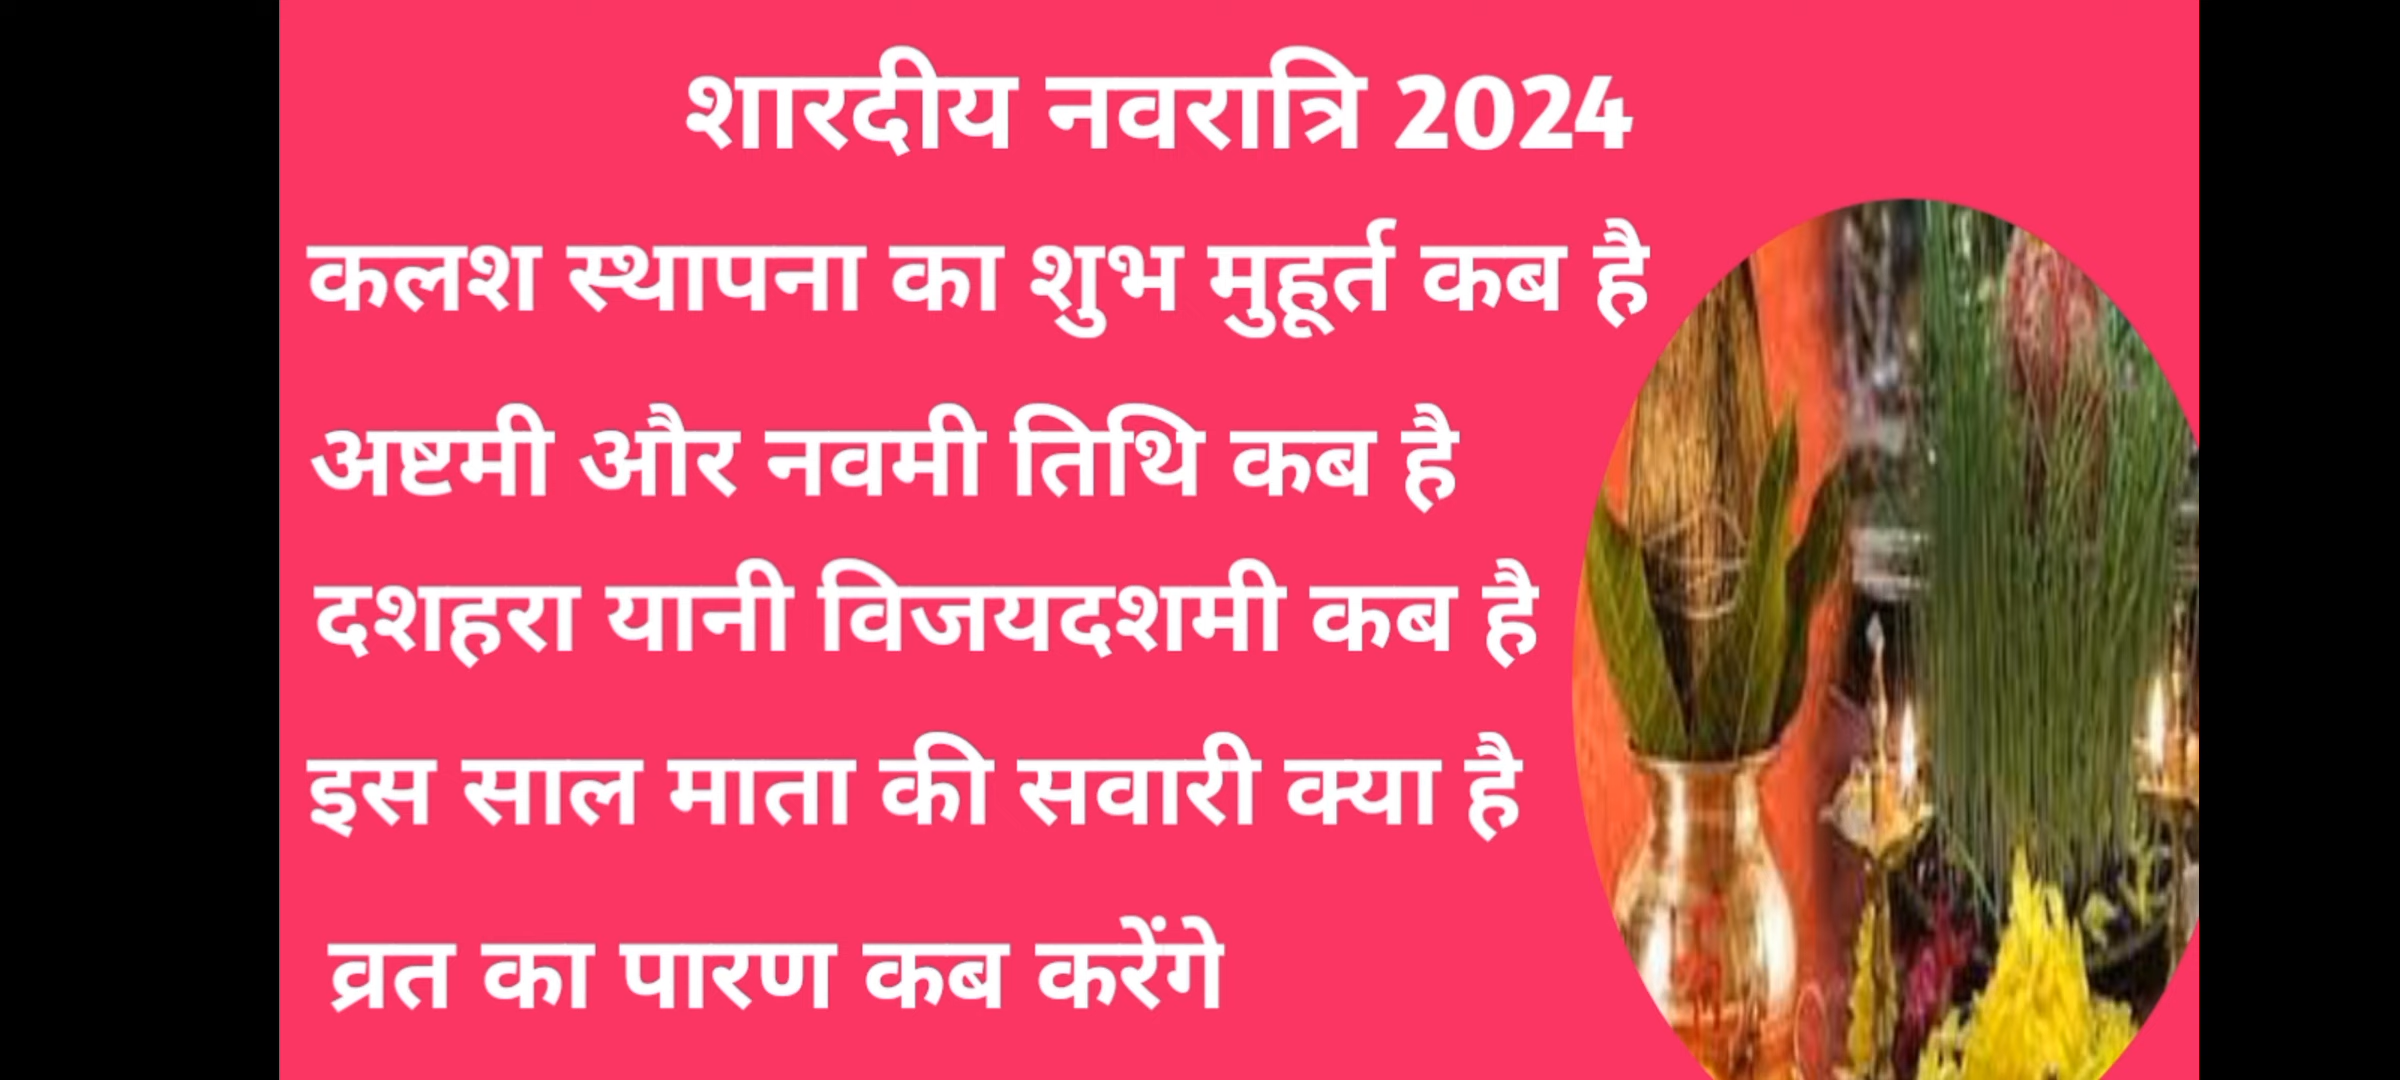 शारदीय नवरात्रि 2024
कलश स्थापना का शुभ मुहूर्त कब है
अष्टमी और नवमी तिथि कब है
दशहरा यानी विजयदशमी कब है
इस साल माता की सवारी क्या है
व्रत का पारण कब करेंगे